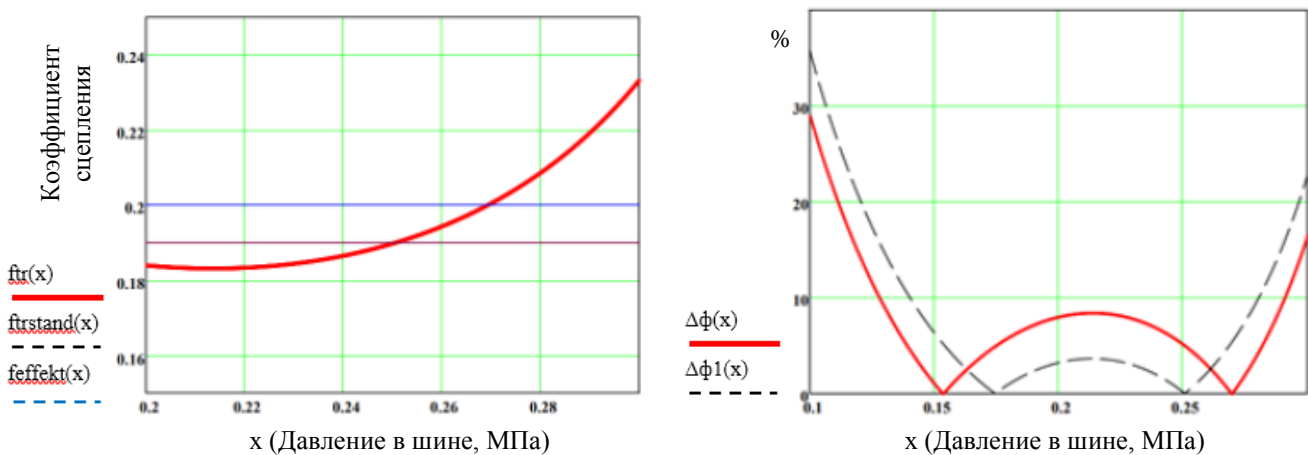 Коэффициент
сцепления
0.24
0.22
0.2
0.18
0.16
0.2
0.22
0.24
0.26
0.28
ftr(x)
ftrstand(x)
feffekt(x)
x (Давление в шине, МПа)
%
30
20
10
0
0.1
0.15
0.2
0.25
Δф(x)
Δф1(x)
x (Давление в шине, МПа)